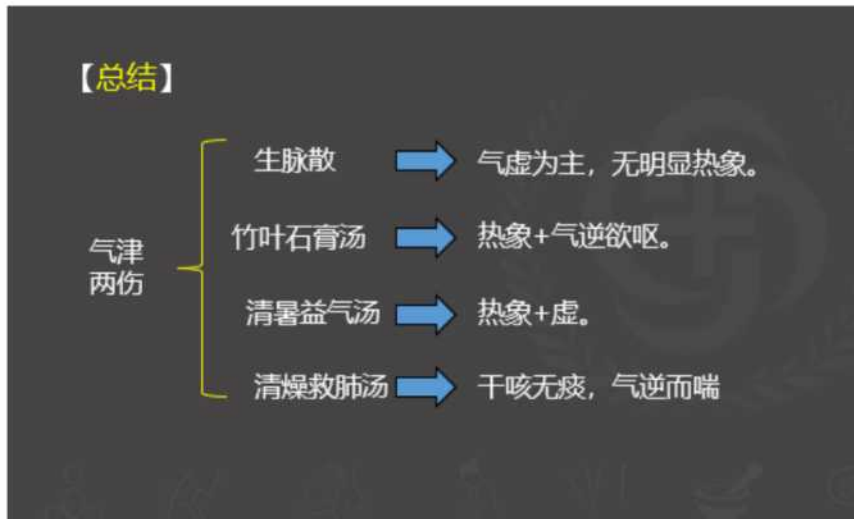 【总结】
生脉散 气虚为主，无明显热象。
竹叶石膏汤 热象+气逆欲呕。
气津
两伤
清暑益气汤 热象+虚。
清燥救肺汤 干咳无痰，气逆而喘